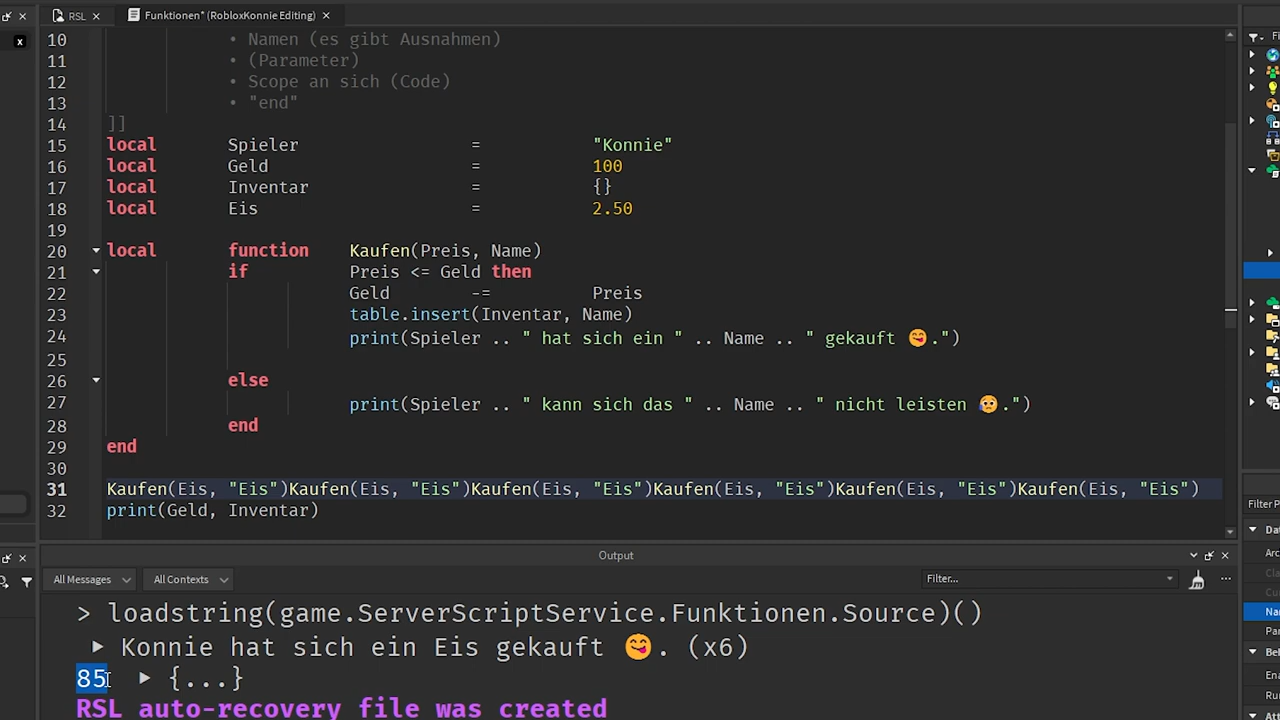 RSL
Funktionen* (RobloxKonnie Editing)
10 • Namen (es gibt Ausnahmen)
11 • (Parameter)
12 • Scope an sich (Code)
13 • "end"
14 ]]
15 local Spieler = "Konnie"
16 local Geld = 100
17 local Inventar = {}
18 local Eis = 2.50
19
20 local function Kaufen(Preis, Name)
21 if Preis <= Geld then
22 Geld -= Preis
23 table.insert(Inventar, Name)
24 print(Spieler .. " hat sich ein " .. Name .. " gekauft 😋.")
25
26 else
27 print(Spieler .. " kann sich das " .. Name .. " nicht leisten 😢.")
28 end
29 end
30
31 Kaufen(Eis, "Eis")Kaufen(Eis, "Eis")Kaufen(Eis, "Eis")Kaufen(Eis, "Eis")Kaufen(Eis, "Eis")Kaufen(Eis, "Eis")
32 print(Geld, Inventar)
Output
All Messages All Contexts Filter...
> loadstring(game.ServerScriptService.Funktionen.Source)()
Konnie hat sich ein Eis gekauft 😋. (x6)
85 {...}
RSL auto-recovery file was created